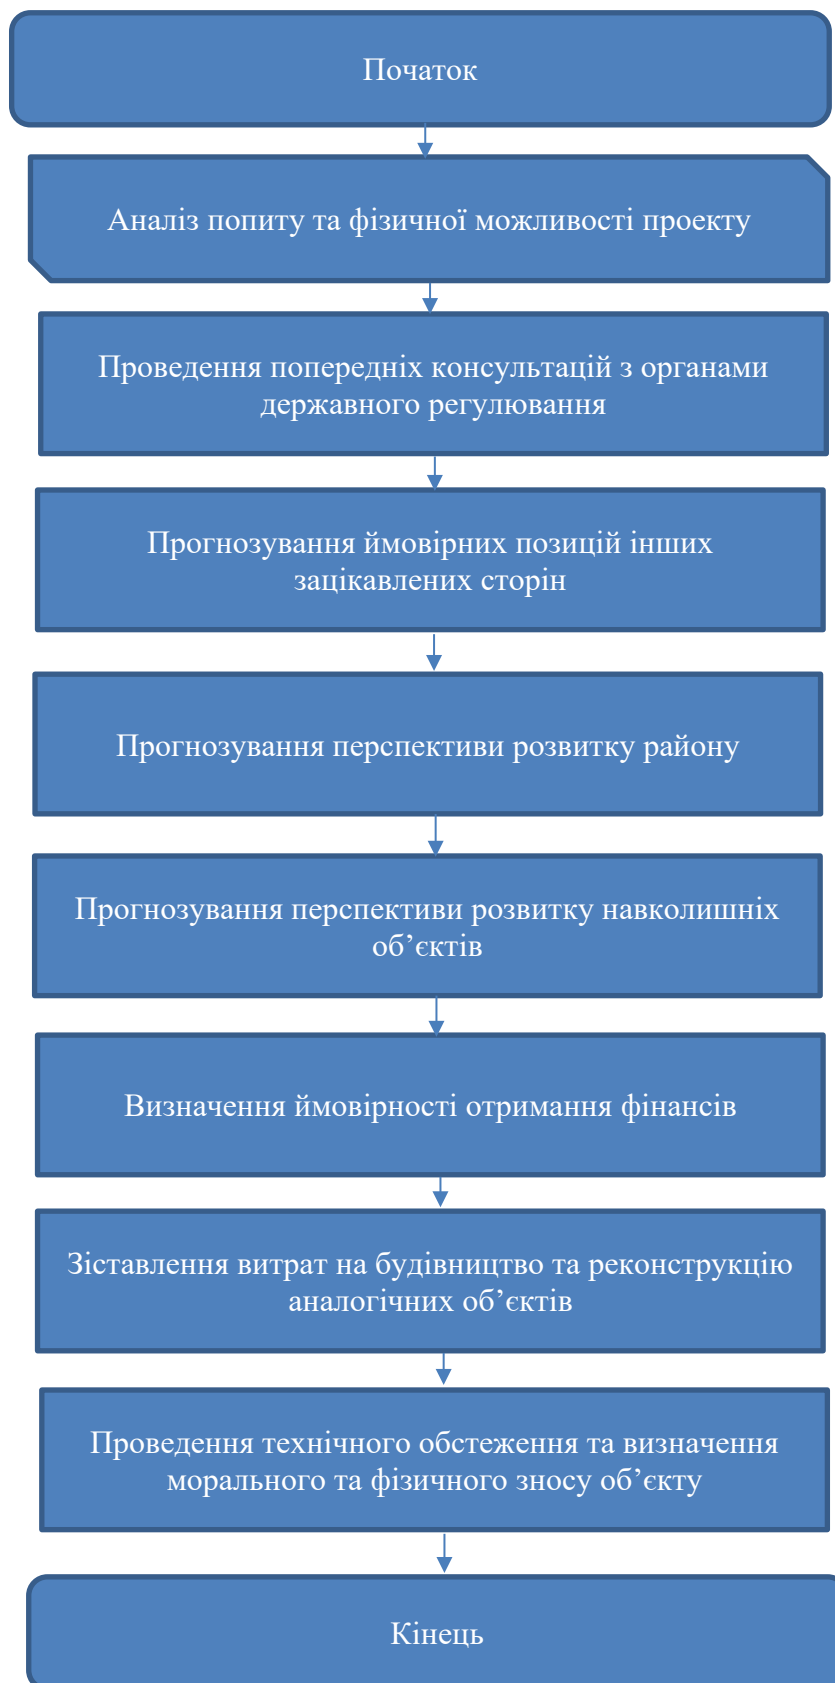 Початок
Аналіз попиту та фізичної можливості проекту
Проведення попередніх консультацій з органами
державного регулювання
Прогнозування ймовірних позицій інших
зацікавлених сторін
Прогнозування перспективи розвитку району
Прогнозування перспективи розвитку навколишніх
об’єктів
Визначення ймовірності отримання фінансів
Зіставлення витрат на будівництво та реконструкцію
аналогічних об’єктів
Проведення технічного обстеження та визначення
морального та фізичного зносу об’єкту
Кінець